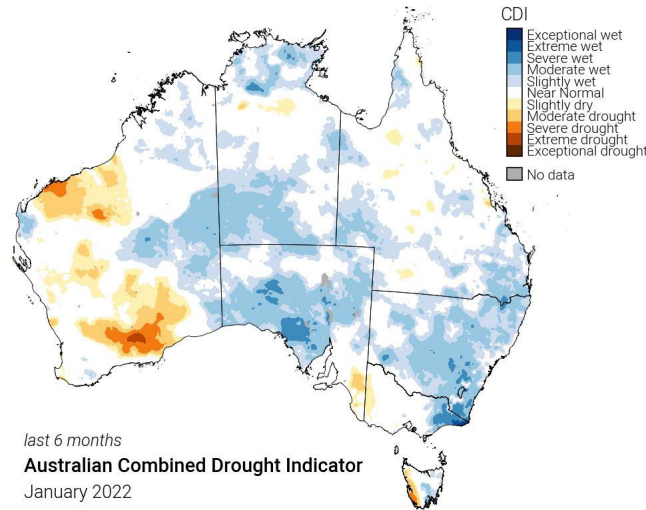 CDI
Exceptional wet
Extreme wet
Severe wet
Moderate wet
Slightly wet
Near Normal
Slightly dry
Moderate drought
Severe drought
Extreme drought
Exceptional drought
No data
last 6 months
Australian Combined Drought Indicator
January 2022